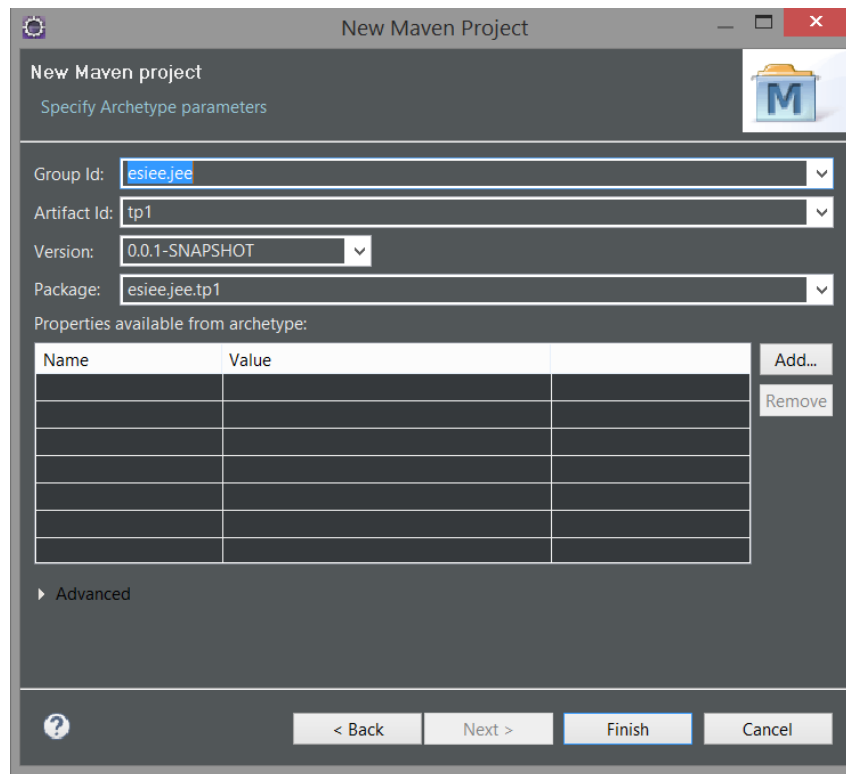 New Maven Project
New Maven project
Specify Archetype parameters
M
Group Id: esiee.jee
Artifact Id: tp1
Version: 0.0.1-SNAPSHOT
Package: esiee.jee.tp1
Properties available from archetype:
Name Value Add...
Remove
Advanced
? < Back Next > Finish Cancel